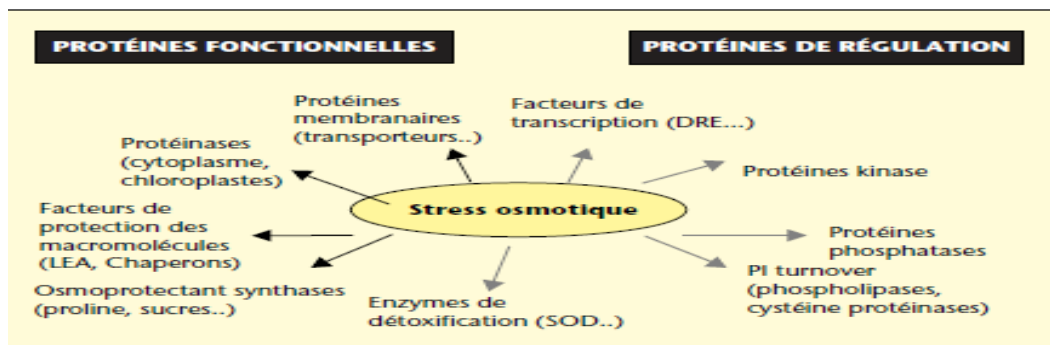 PROTÉINES FONCTIONNELLES
PROTÉINES DE RÉGULATION
Protéines
membranaires
(transporteurs..)
Facteurs de
transcription (DRE...)
Protéinases
(cytoplasme,
chloroplastes)
Protéines kinase
Stress osmotique
Facteurs de
protection des
macromolécules
(LEA, Chaperons)
Protéines
phosphatases
Osmoprotectant synthases
(proline, sucres..)
Enzymes de
détoxification (SOD..)
PI turnover
(phospholipases,
cystéine protéinases)